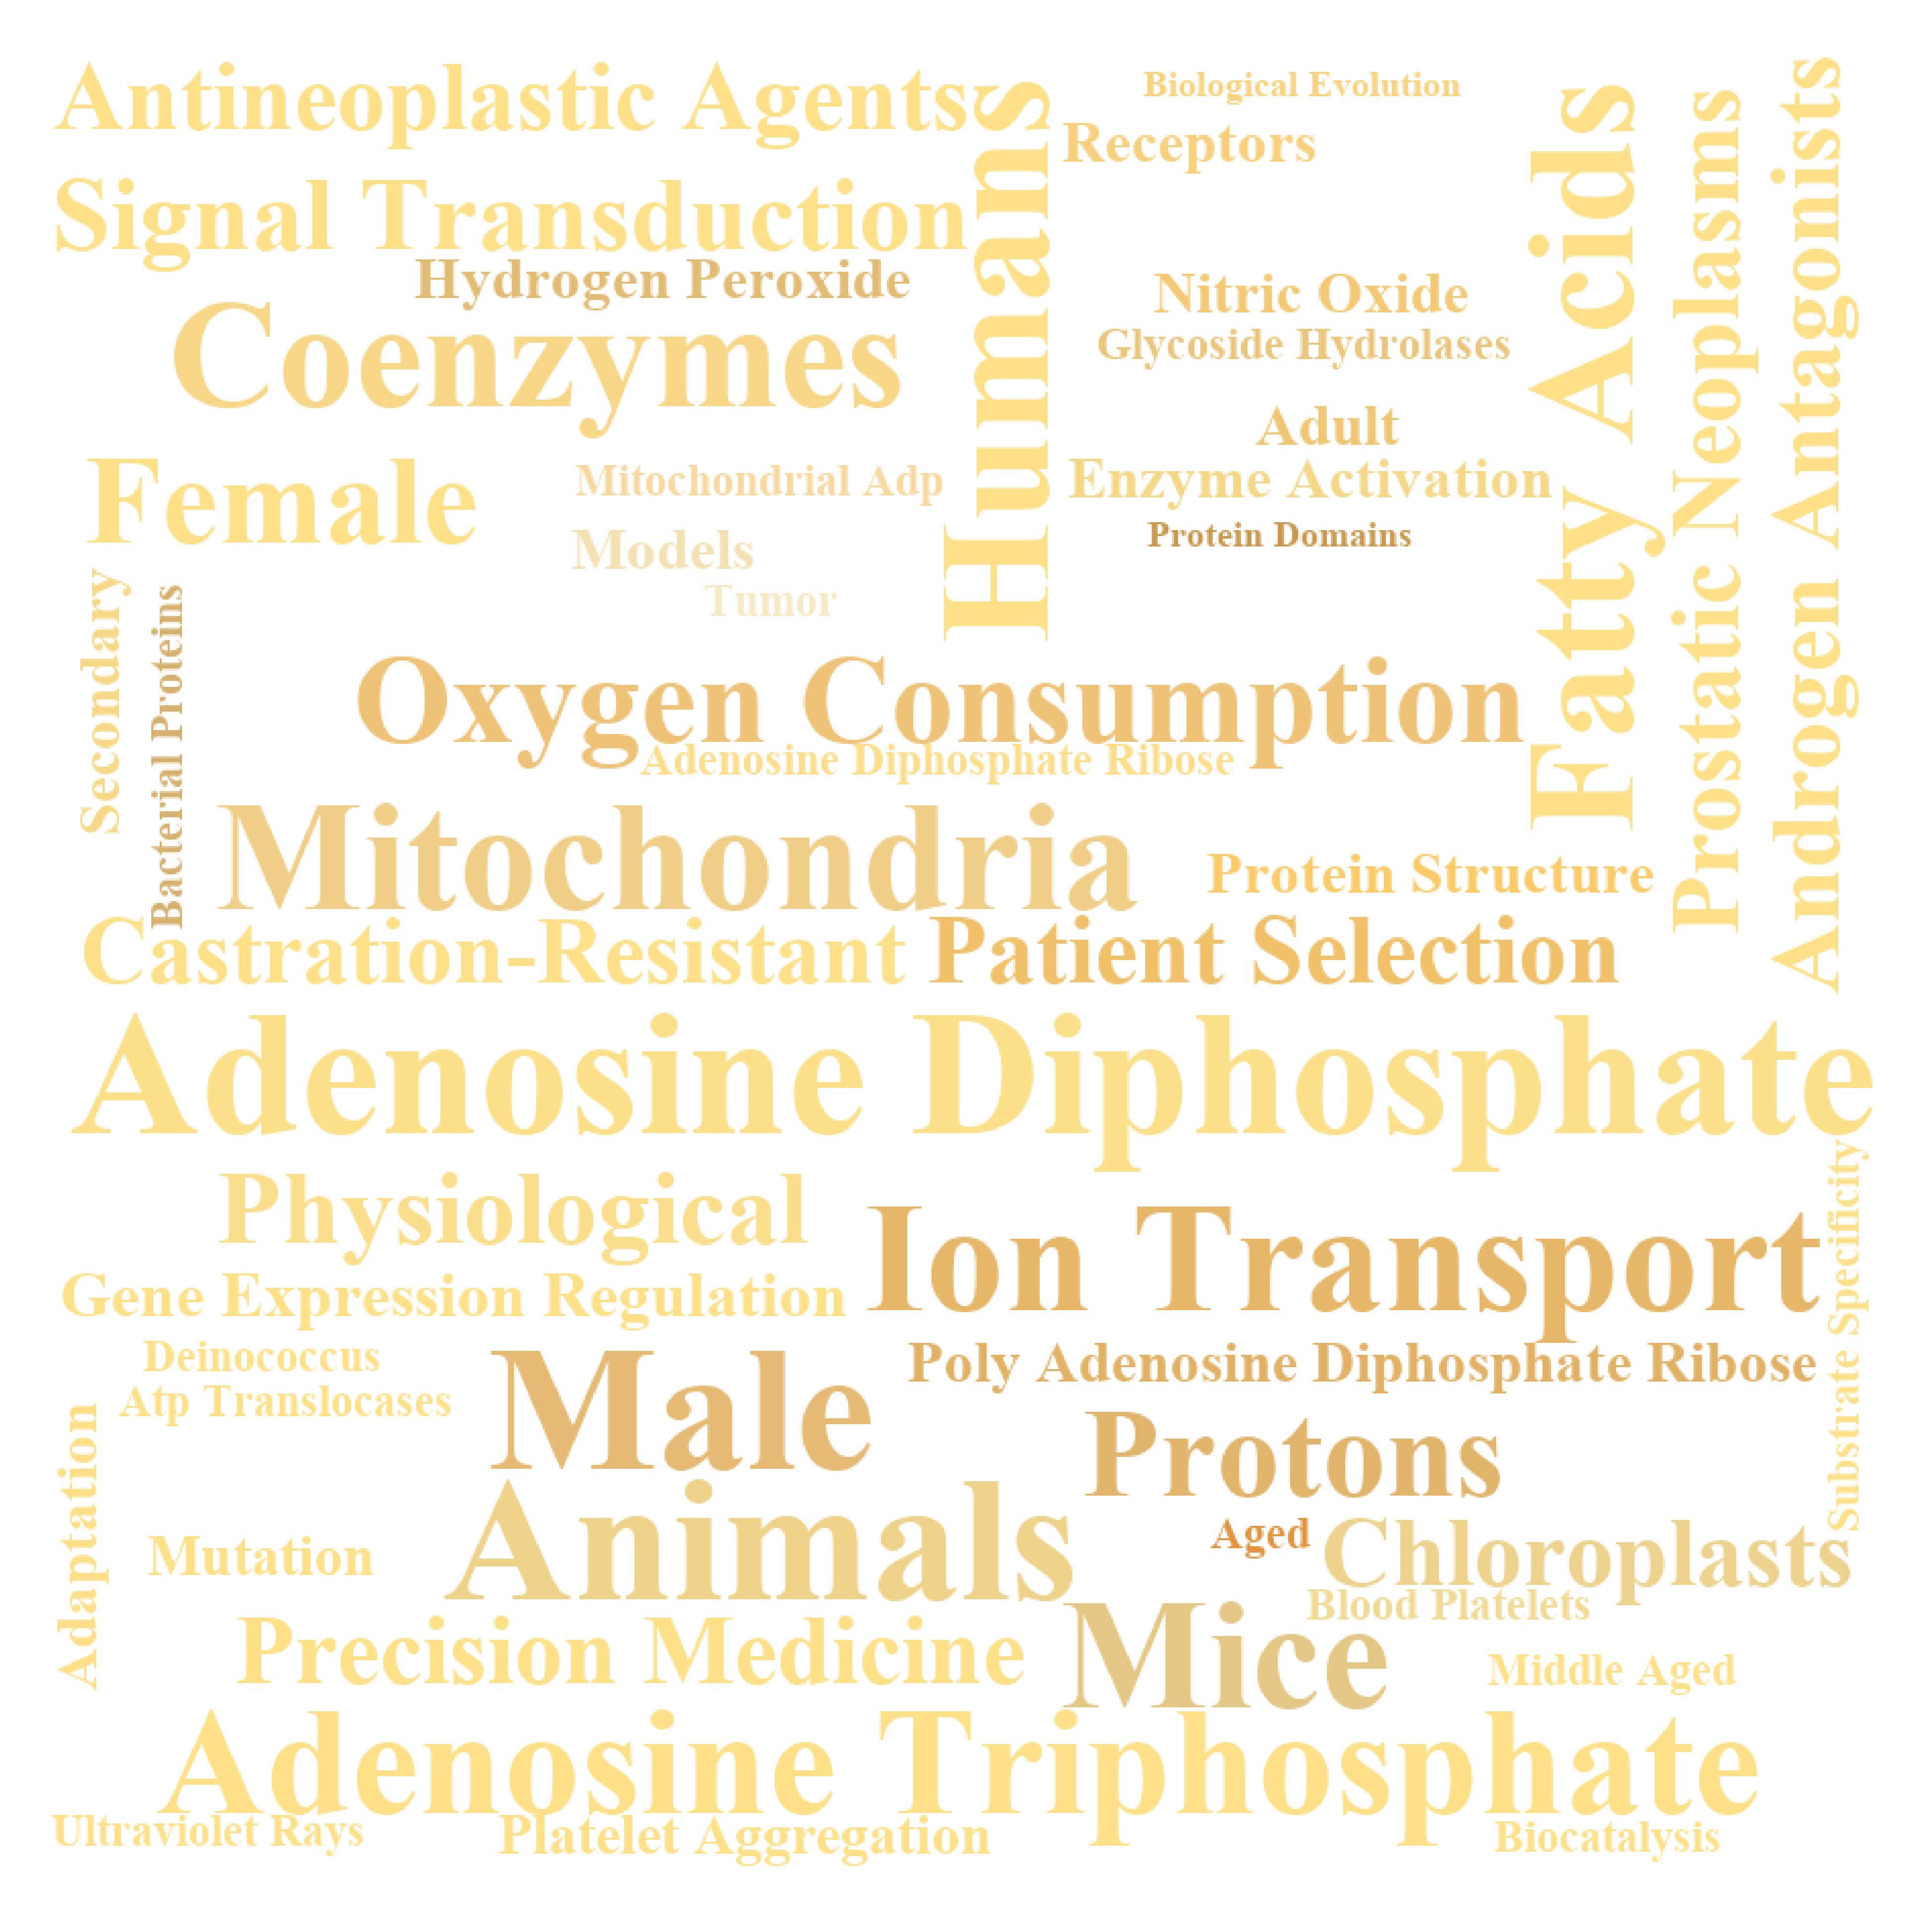 Antineoplastic Agents
Biological Evolution
Receptors
Signal Transduction
Hydrogen Peroxide
Humans
Nitric Oxide
Fatty Acids
Prostatic Neoplasms
Androgen Antagonists
Coenzymes
Glycoside Hydrolases
Adult
Female
Mitochondrial Adp
Enzyme Activation
Models
Protein Domains
Tumor
Secondary
Bacterial Proteins
Oxygen Consumption
Adenosine Diphosphate Ribose
Mitochondria
Protein Structure
Castration-Resistant
Patient Selection
Adenosine Diphosphate
Physiological
Ion Transport
Substrate Specificity
Gene Expression Regulation
Deinococcus
Poly Adenosine Diphosphate Ribose
Atp Translocases
Male
Protons
Adaptation
Mutation
Animals
Aged
Chloroplasts
Blood Platelets
Precision Medicine
Mice
Middle Aged
Adenosine Triphosphate
Ultraviolet Rays
Platelet Aggregation
Biocatalysis